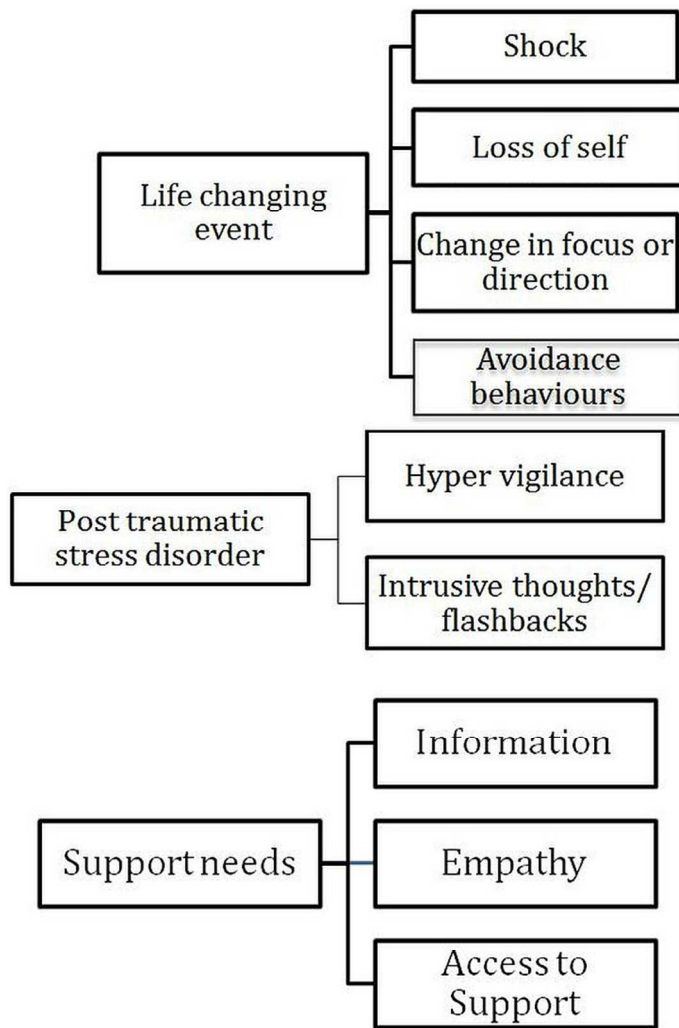 Shock
Loss of self
Life changing
event
Change in focus or
direction
Avoidance
behaviours
Hyper vigilance
Post traumatic
stress disorder
Intrusive thoughts/
flashbacks
Information
Support needs
Empathy
Access to
Support